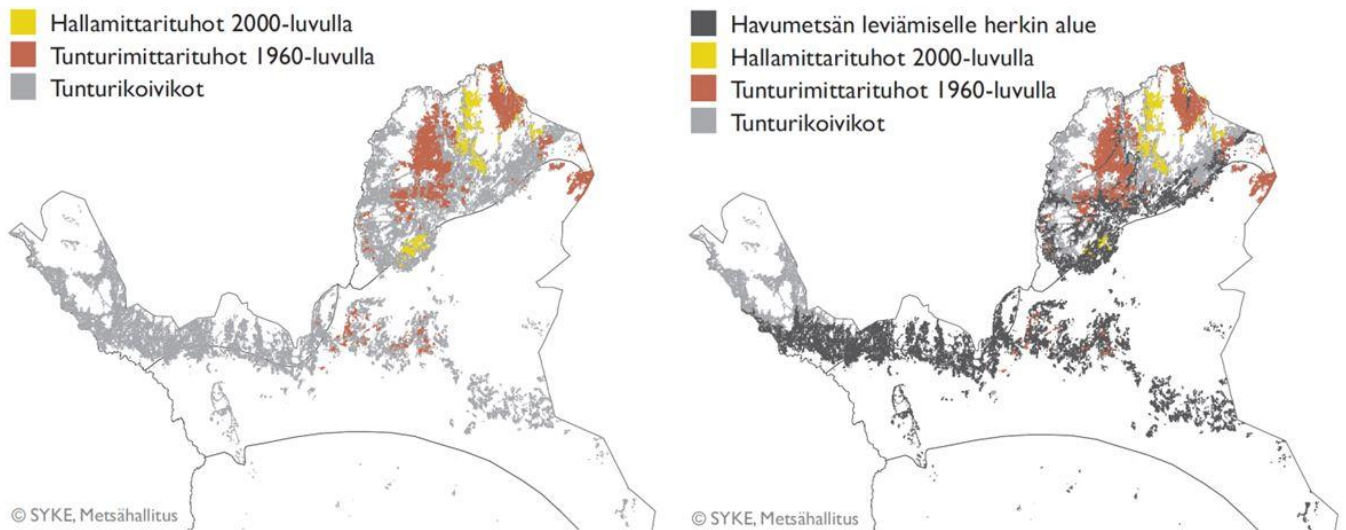 Hallamittarituhot 2000-luvulla
Tunturimittarituhot 1960-luvulla
Tunturikoivikot
© SYKE, Metsähallitus
Havumetsän leviämiselle herkin alue
Hallamittarituhot 2000-luvulla
Tunturimittarituhot 1960-luvulla
Tunturikoivikot
© SYKE, Metsähallitus